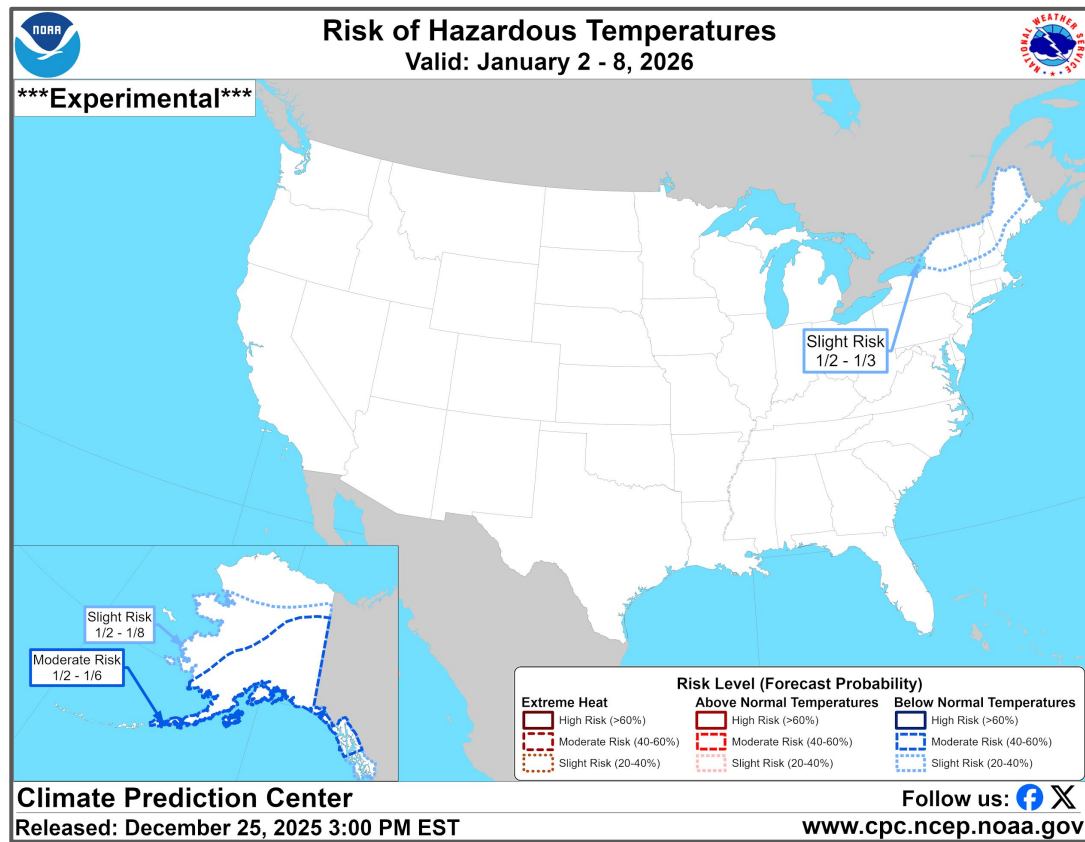 NOAA
Risk of Hazardous Temperatures
Valid: January 2 - 8, 2026
NATIONAL WEATHER SERVICE
***Experimental***
Slight Risk
1/2 - 1/3
Slight Risk
1/2 - 1/8
Moderate Risk
1/2 - 1/6
Risk Level (Forecast Probability)
Extreme Heat
High Risk (>60%)
Moderate Risk (40-60%)
Slight Risk (20-40%)
Above Normal Temperatures
High Risk (>60%)
Moderate Risk (40-60%)
Slight Risk (20-40%)
Below Normal Temperatures
High Risk (>60%)
Moderate Risk (40-60%)
Slight Risk (20-40%)
Climate Prediction Center
Released: December 25, 2025 3:00 PM EST
Follow us:
www.cpc.ncep.noaa.gov